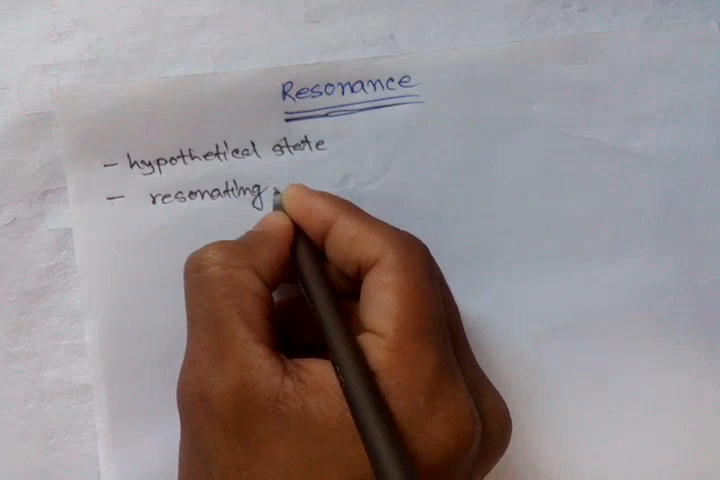 Resonance
- hypothetical state
- resonating